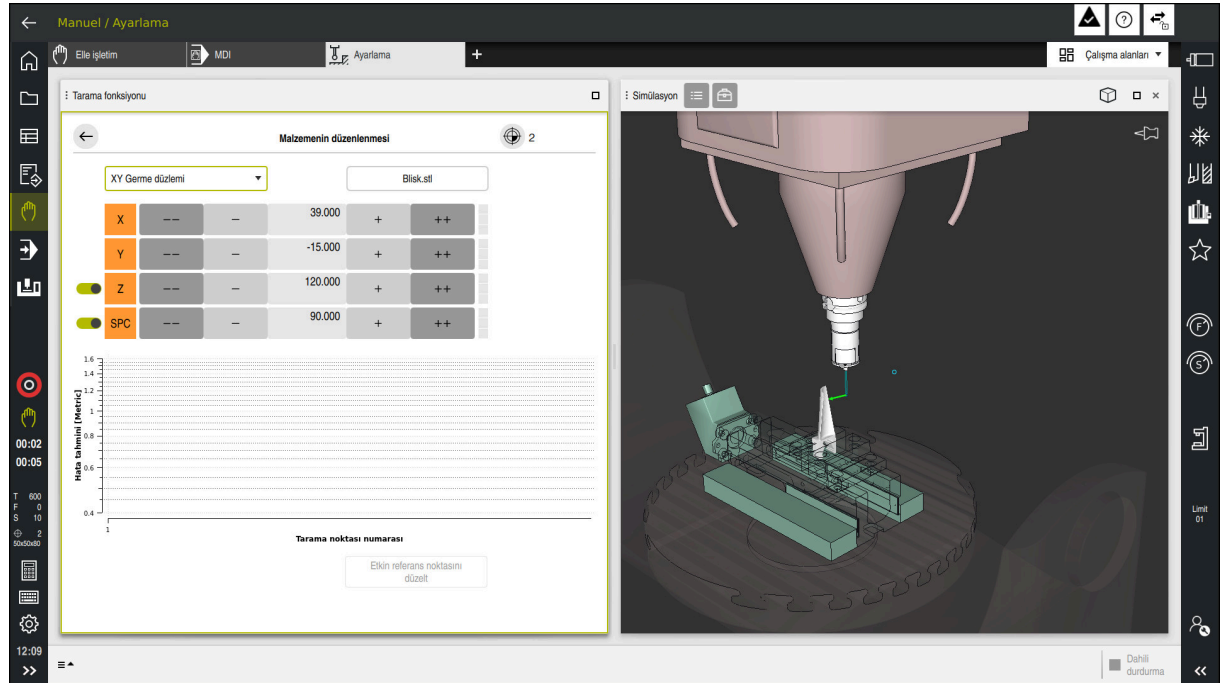 Manuel / Ayarlama
Elle işletim
MDI
Ayarlama
+
Çalışma alanları
Tarama fonksiyonu
Malzemenin düzenlenmesi
2
XY Germe düzlemi
Blisk.stl
X -- - 39.000 + ++
Y -- - -15.000 + ++
Z -- - 120.000 + ++
SPC -- - 90.000 + ++
Hata tahmini [Metric]
1.6
1.4
1.2
1
0.8
0.6
0.4
1
Tarama noktası numarası
Etkin referans noktasını
düzelt
Simülasyon
00:02
00:05
T 600
F 0
S 10
2
50x50x80
12:09
F
S
Limit
01
Dahili
durdurma